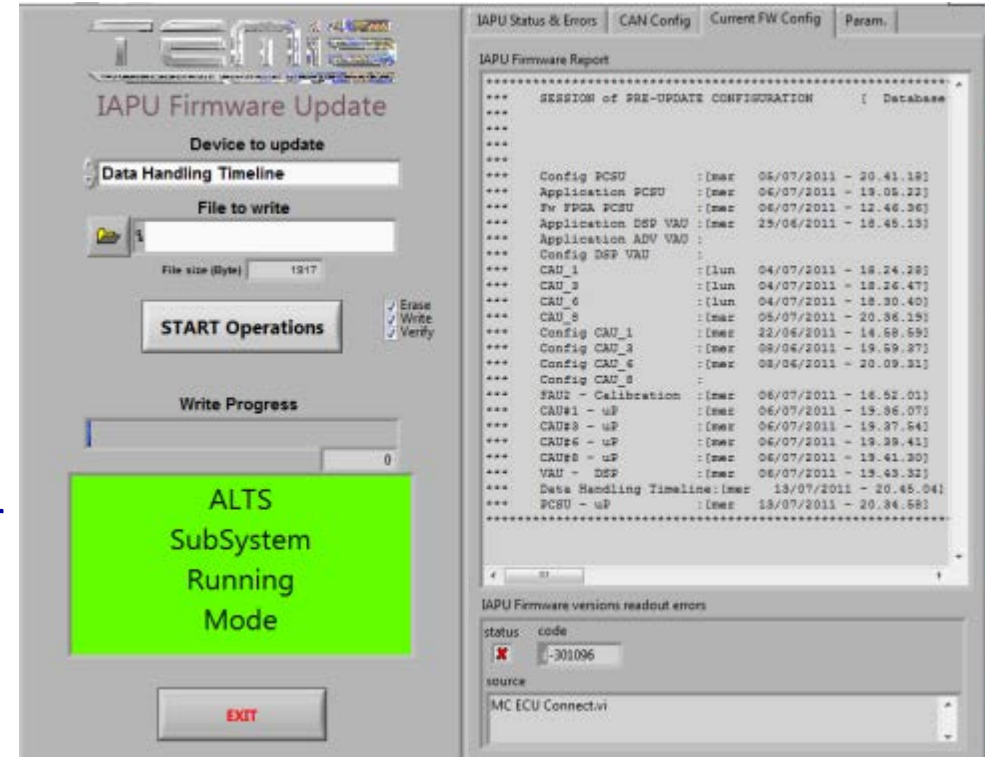 TEMIS
IAPU Firmware Update
Device to update
Data Handling Timeline
File to write
File size (Byte) 1917
START Operations
Erase
Write
Verify
Write Progress
0
ALTS
SubSystem
Running
Mode
EXIT
IAPU Status & Errors CAN Config Current FW Config Param.
IAPU Firmware Report
*** SESSION of PRE-UPDATE CONFIGURATION [ Database
***
***
***
***
*** Config PCSU :[mer 06/07/2011 - 20.41.18]
*** Application PCSU :[mer 06/07/2011 - 19.05.22]
*** Fw FPGA PCSU :[mer 06/07/2011 - 12.46.36]
*** Application DSP VAU :[mer 29/06/2011 - 18.45.13]
*** Application ADV VAU :
*** Config DSP VAU :
*** CAU_1 :[lun 04/07/2011 - 18.24.28]
*** CAU_3 :[lun 04/07/2011 - 18.26.47]
*** CAU_6 :[lun 04/07/2011 - 18.30.40]
*** CAU_8 :[mar 05/07/2011 - 20.36.19]
*** Config CAU_1 :[mer 22/06/2011 - 14.58.59]
*** Config CAU_3 :[mer 08/06/2011 - 19.59.37]
*** Config CAU_6 :[mer 08/06/2011 - 20.09.31]
*** Config CAU_8 :
*** FAU2 - Calibration :[mer 06/07/2011 - 16.52.01]
*** CAU#1 - uP :[mer 06/07/2011 - 19.36.07]
*** CAU#3 - uP :[mer 06/07/2011 - 19.37.54]
*** CAU#6 - uP :[mer 06/07/2011 - 19.39.41]
*** CAU#8 - uP :[mer 06/07/2011 - 19.41.30]
*** VAU - DSP :[mer 06/07/2011 - 19.43.32]
*** Data Handling Timeline:[mer 13/07/2011 - 20.45.04]
*** PCSU - uP :[mer 13/07/2011 - 20.34.58]
IAPU Firmware versions readout errors
status code
-301096
source
MC ECU Connect.vi